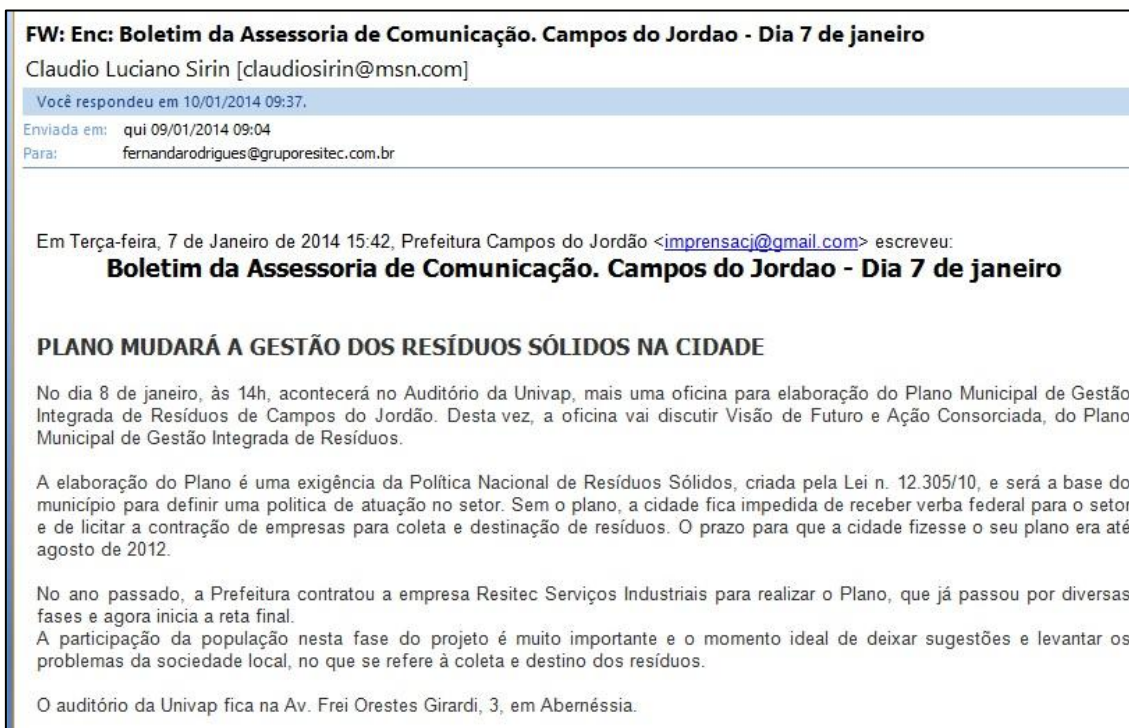 FW: Enc: Boletim da Assessoria de Comunicação. Campos do Jordao - Dia 7 de janeiro
Claudio Luciano Sirin [claudiosirin@msn.com]
Você respondeu em 10/01/2014 09:37.
Enviada em: qui 09/01/2014 09:04
Para: fernandarodrigues@gruporesitec.com.br
Em Terça-feira, 7 de Janeiro de 2014 15:42, Prefeitura Campos do Jordão <imprensacj@gmail.com> escreveu:
Boletim da Assessoria de Comunicação. Campos do Jordao - Dia 7 de janeiro
PLANO MUDARÁ A GESTÃO DOS RESÍDUOS SÓLIDOS NA CIDADE
No dia 8 de janeiro, às 14h, acontecerá no Auditório da Univap, mais uma oficina para elaboração do Plano Municipal de Gestão
Integrada de Resíduos de Campos do Jordão. Desta vez, a oficina vai discutir Visão de Futuro e Ação Consorciada, do Plano
Municipal de Gestão Integrada de Resíduos.
A elaboração do Plano é uma exigência da Política Nacional de Resíduos Sólidos, criada pela Lei n. 12.305/10, e será a base do
município para definir uma politica de atuação no setor. Sem o plano, a cidade fica impedida de receber verba federal para o setor
e de licitar a contração de empresas para coleta e destinação de resíduos. O prazo para que a cidade fizesse o seu plano era até
agosto de 2012.
No ano passado, a Prefeitura contratou a empresa Resitec Serviços Industriais para realizar o Plano, que já passou por diversas
fases e agora inicia a reta final.
A participação da população nesta fase do projeto é muito importante e o momento ideal de deixar sugestões e levantar os
problemas da sociedade local, no que se refere à coleta e destino dos resíduos.
O auditório da Univap fica na Av. Frei Orestes Girardi, 3, em Abernéssia.